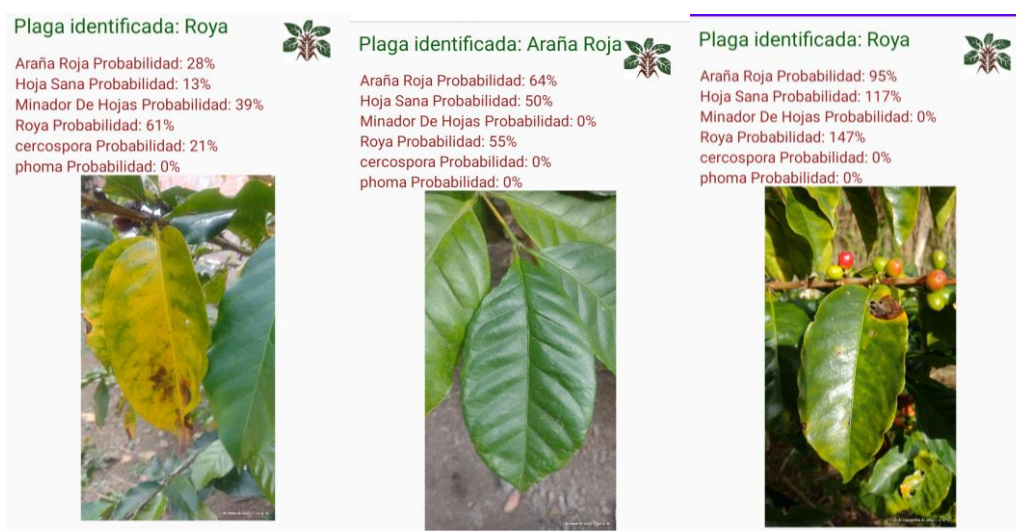 Plaga identificada: Roya
Araña Roja Probabilidad: 28%
Hoja Sana Probabilidad: 13%
Minador De Hojas Probabilidad: 39%
Roya Probabilidad: 61%
cercospora Probabilidad: 21%
phoma Probabilidad: 0%
Plaga identificada: Araña Roja
Araña Roja Probabilidad: 64%
Hoja Sana Probabilidad: 50%
Minador De Hojas Probabilidad: 0%
Roya Probabilidad: 55%
cercospora Probabilidad: 0%
phoma Probabilidad: 0%
Plaga identificada: Roya
Araña Roja Probabilidad: 95%
Hoja Sana Probabilidad: 117%
Minador De Hojas Probabilidad: 0%
Roya Probabilidad: 147%
cercospora Probabilidad: 0%
phoma Probabilidad: 0%